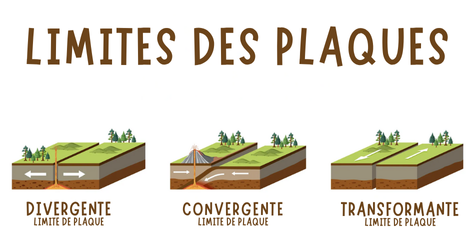 LIMITES DES PLAQUES
DIVERGENTE
LIMITE DE PLAQUE
CONVERGENTE
LIMITE DE PLAQUE
TRANSFORMANTE
LIMITE DE PLAQUE